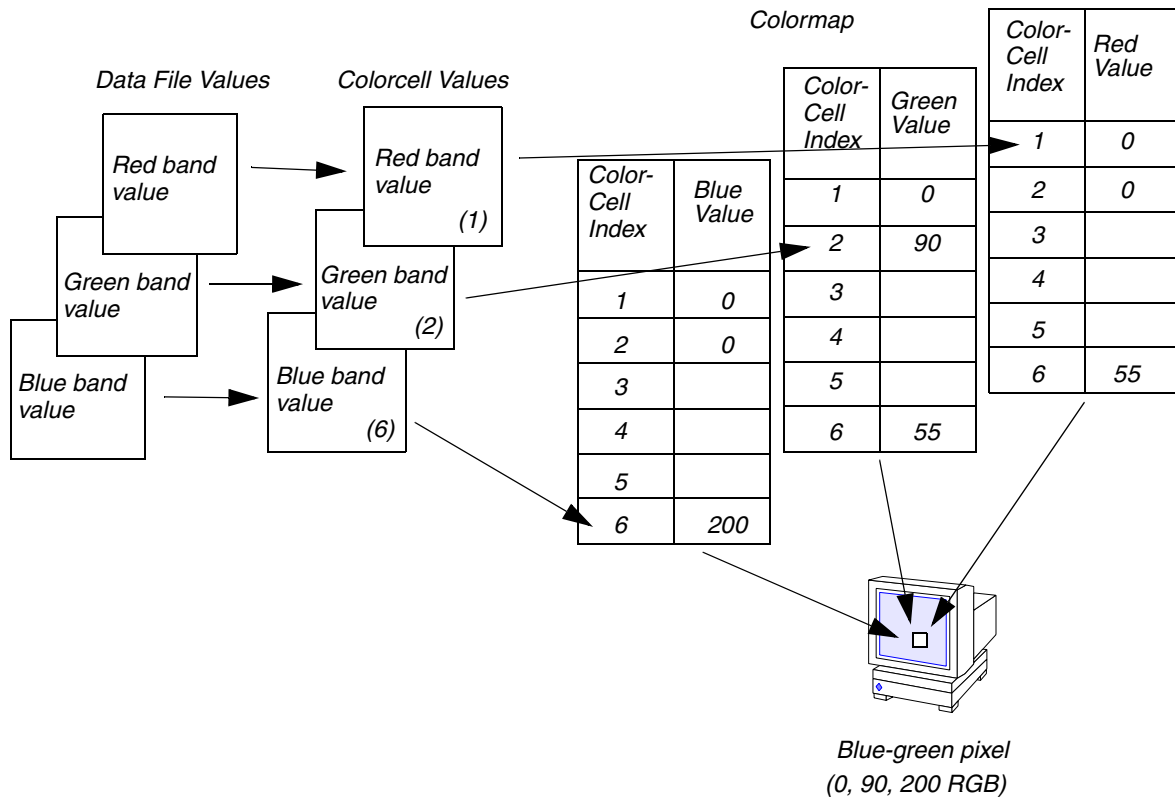 Colormap
Data File Values
Colorcell Values
Red band
value
Green band
value
Blue band
value
Red band
value
(1)
Green band
value
(2)
Blue band
value
(6)
Color-
Cell
Index
Blue
Value
1 0
2 0
3
4
5
6 200
Color-
Cell
Index
Green
Value
1 0
2 90
3
4
5
6 55
Color-
Cell
Index
Red
Value
1 0
2 0
3
4
5
6 55
Blue-green pixel
(0, 90, 200 RGB)